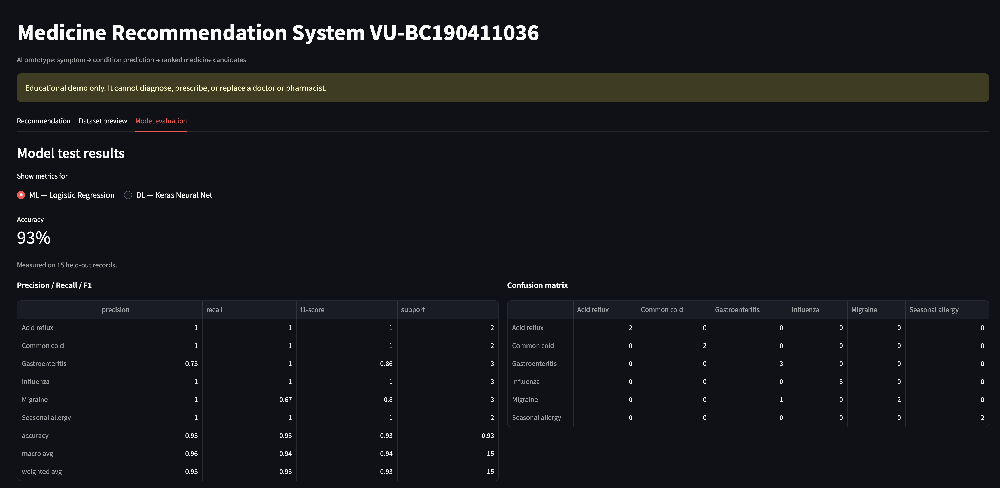 Medicine Recommendation System VU-BC190411036
AI prototype: symptom → condition prediction → ranked medicine candidates
Educational demo only. It cannot diagnose, prescribe, or replace a doctor or pharmacist.
Recommendation Dataset preview Model evaluation
Model test results
Show metrics for
ML — Logistic Regression DL — Keras Neural Net
Accuracy
93%
Measured on 15 held-out records.
Precision / Recall / F1
precision recall f1-score support
Acid reflux 1 1 1 2
Common cold 1 1 1 2
Gastroenteritis 0.75 1 0.86 3
Influenza 1 1 1 3
Migraine 1 0.67 0.8 3
Seasonal allergy 1 1 1 2
accuracy 0.93 0.93 0.93 0.93
macro avg 0.96 0.94 0.94 15
weighted avg 0.95 0.93 0.93 15
Confusion matrix
Acid reflux Common cold Gastroenteritis Influenza Migraine Seasonal allergy
Acid reflux 2 0 0 0 0 0
Common cold 0 2 0 0 0 0
Gastroenteritis 0 0 3 0 0 0
Influenza 0 0 0 3 0 0
Migraine 0 0 1 0 2 0
Seasonal allergy 0 0 0 0 0 2